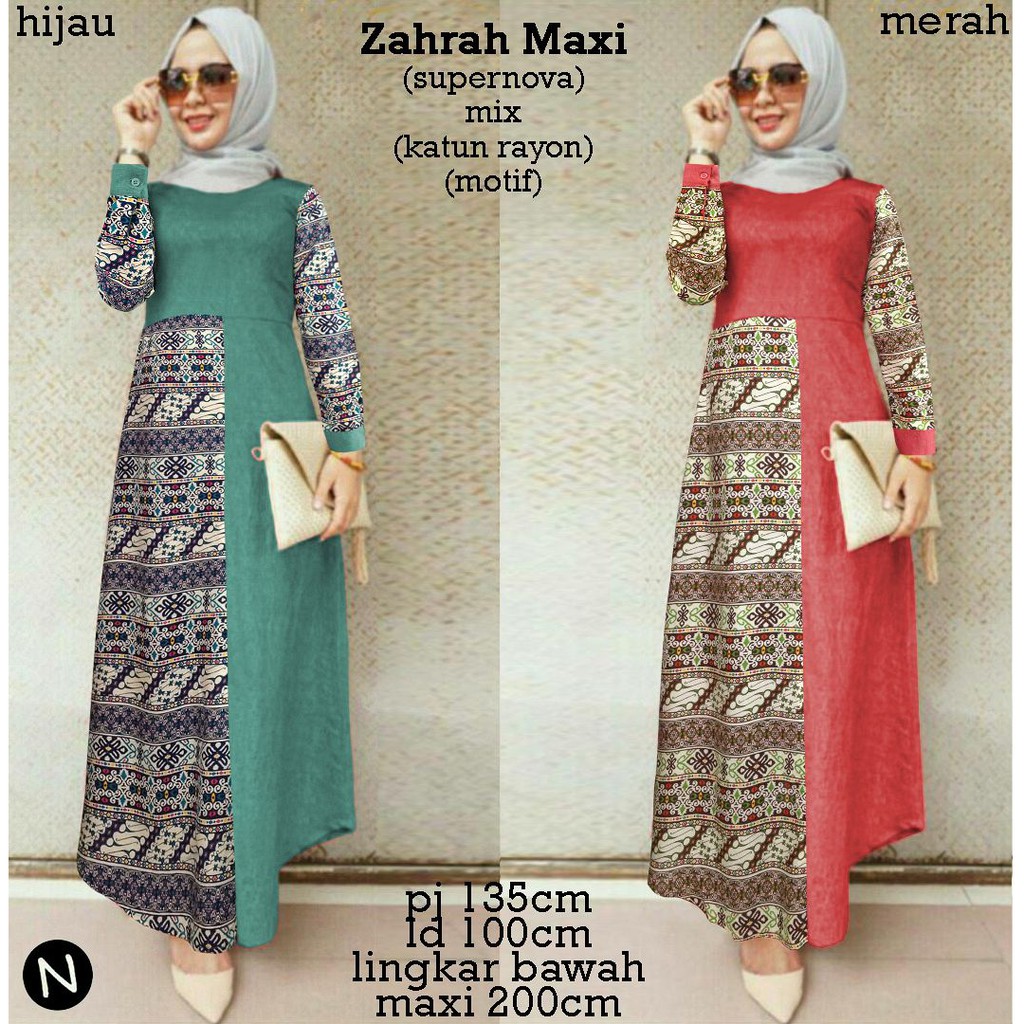 hijau
merah
Zahrah Maxi
(supernova)
mix
(katun rayon)
(motif)
pj 135cm
ld 100cm
lingkar bawah
maxi 200cm
N